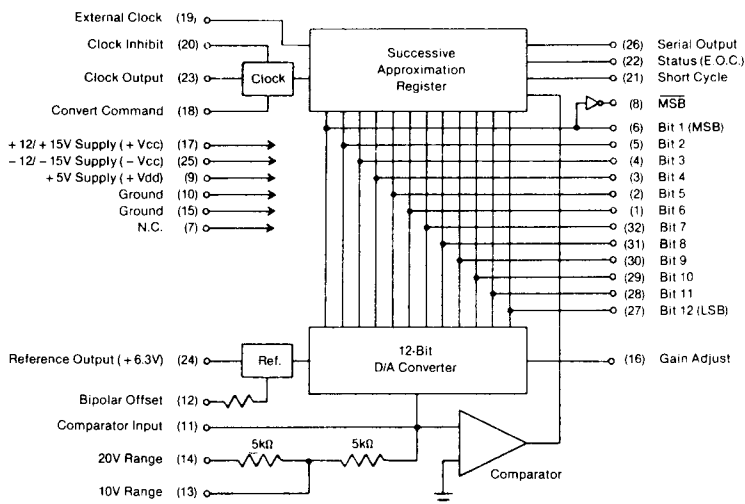 External Clock (19)
Clock Inhibit (20)
Clock Output (23)
Convert Command (18)
Clock
Successive
Approximation
Register
(26) Serial Output
(22) Status (E.O.C.)
(21) Short Cycle
(8) MSB
(6) Bit 1 (MSB)
(5) Bit 2
(4) Bit 3
(3) Bit 4
(2) Bit 5
(1) Bit 6
(32) Bit 7
(31) Bit 8
(30) Bit 9
(29) Bit 10
(28) Bit 11
(27) Bit 12 (LSB)
+12/+15V Supply (+Vcc) (17)
-12/-15V Supply (-Vcc) (25)
+5V Supply (+Vdd) (9)
Ground (10)
Ground (15)
N.C. (7)
Reference Output (+6.3V) (24)
Ref.
12-Bit
D/A Converter
(16) Gain Adjust
Bipolar Offset (12)
Comparator Input (11)
5kΩ
5kΩ
20V Range (14)
10V Range (13)
Comparator